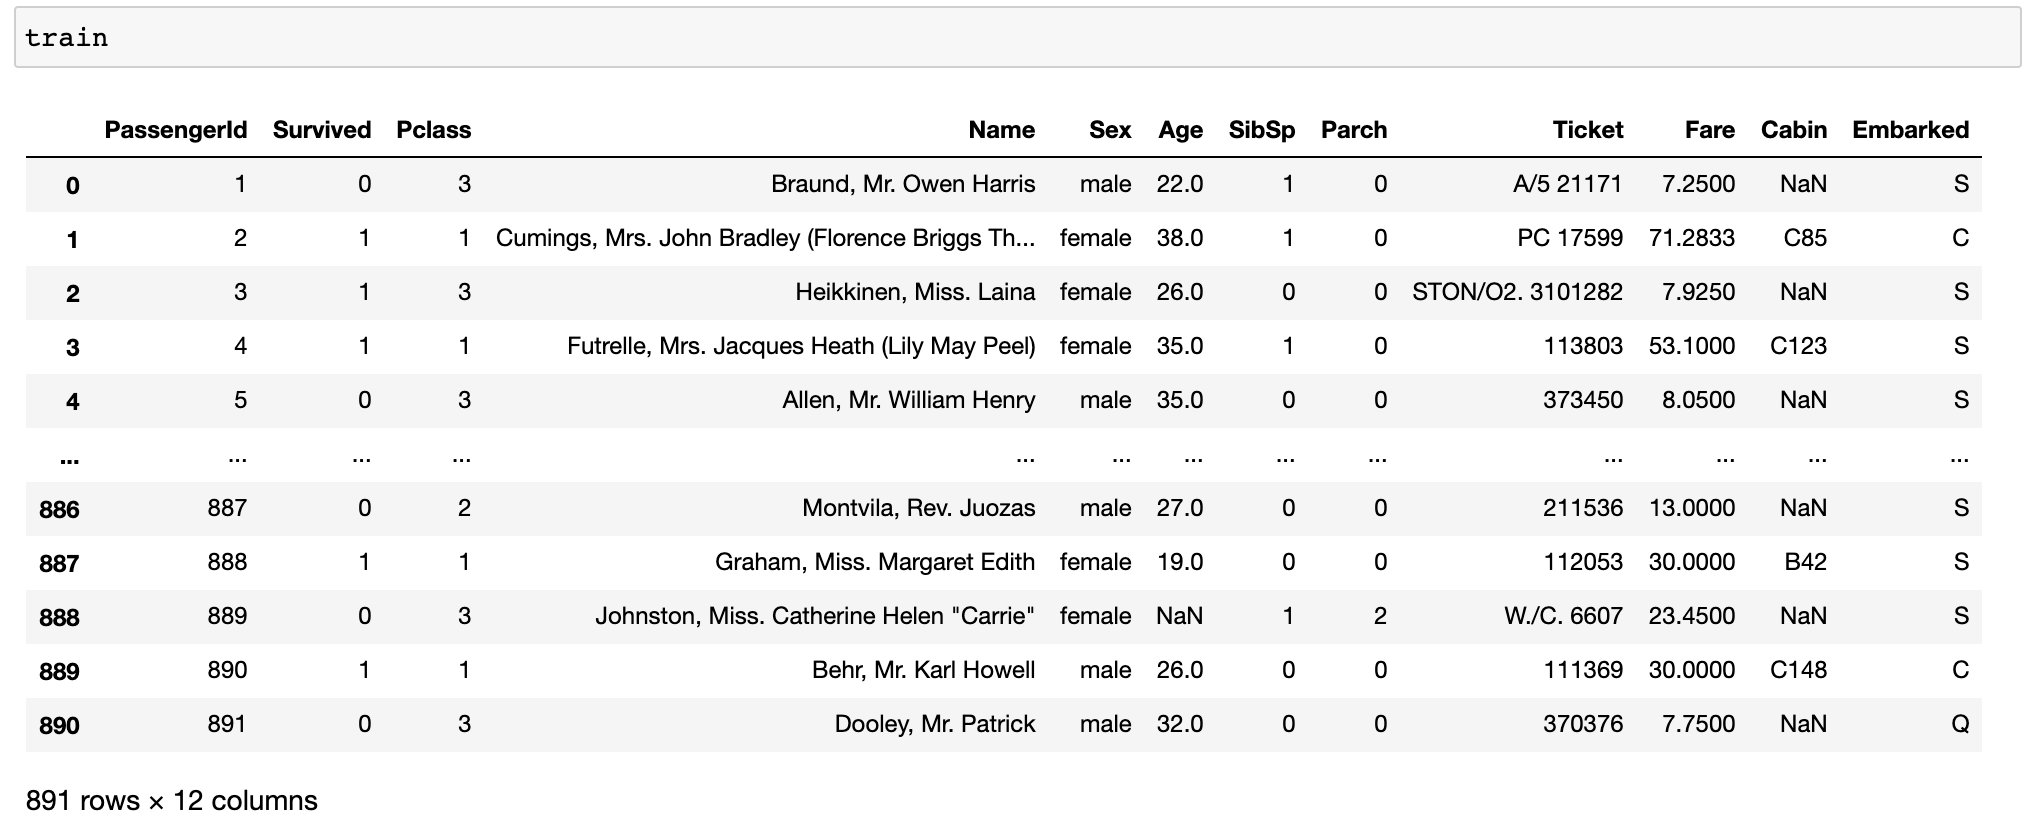 train
PassengerId Survived Pclass Name Sex Age SibSp Parch Ticket Fare Cabin Embarked
0 1 0 3 Braund, Mr. Owen Harris male 22.0 1 0 A/5 21171 7.2500 NaN S
1 2 1 1 Cumings, Mrs. John Bradley (Florence Briggs Th... female 38.0 1 0 PC 17599 71.2833 C85 C
2 3 1 3 Heikkinen, Miss. Laina female 26.0 0 0 STON/O2. 3101282 7.9250 NaN S
3 4 1 1 Futrelle, Mrs. Jacques Heath (Lily May Peel) female 35.0 1 0 113803 53.1000 C123 S
4 5 0 3 Allen, Mr. William Henry male 35.0 0 0 373450 8.0500 NaN S
... ... ... ... ... ... ... ... ... ... ... ... ...
886 887 0 2 Montvila, Rev. Juozas male 27.0 0 0 211536 13.0000 NaN S
887 888 1 1 Graham, Miss. Margaret Edith female 19.0 0 0 112053 30.0000 B42 S
888 889 0 3 Johnston, Miss. Catherine Helen "Carrie" female NaN 1 2 W./C. 6607 23.4500 NaN S
889 890 1 1 Behr, Mr. Karl Howell male 26.0 0 0 111369 30.0000 C148 C
890 891 0 3 Dooley, Mr. Patrick male 32.0 0 0 370376 7.7500 NaN Q
891 rows × 12 columns